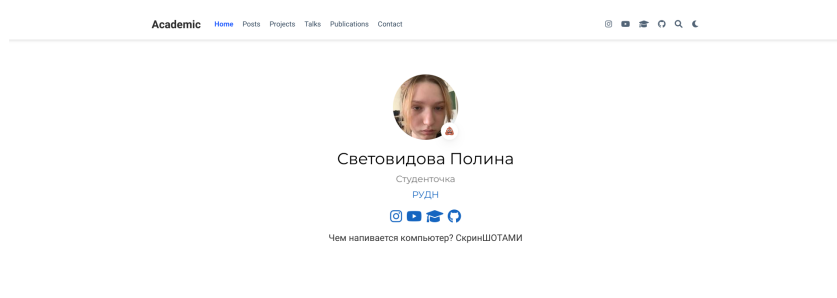 Academic Home Posts Projects Talks Publications Contact
Световидова Полина
Студенточка
РУДН
Чем напивается компьютер? СкринШОТАМИ